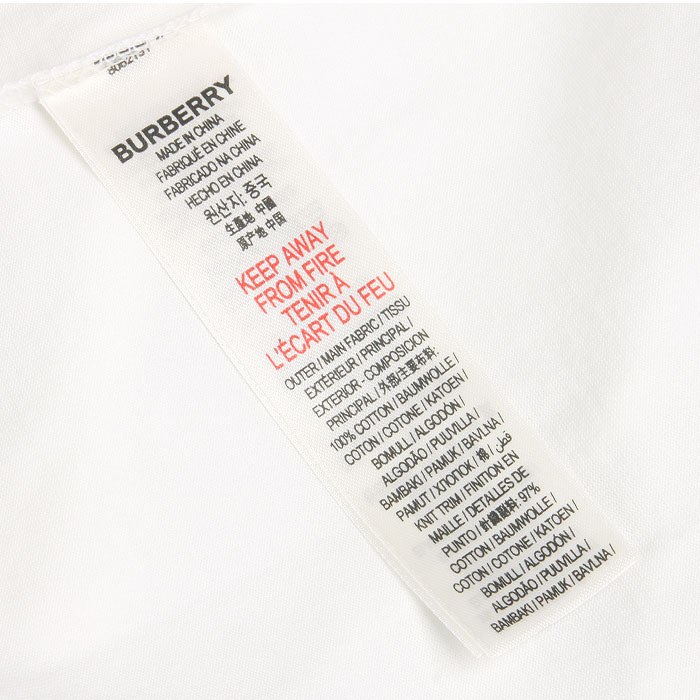 8062191
BURBERRY
MADE IN CHINA
FABRIQUÉ EN CHINE
FABRICADO NA CHINA
HECHO EN CHINA
원산지: 중국
生產地 中國
原产地 中国
KEEP AWAY
FROM FIRE
TENIR À
L'ÉCART DU FEU
OUTER / MAIN FABRIC / TISSU
EXTÉRIEUR / PRINCIPAL /
EXTERIOR - COMPOSICION
PRINCIPAL / 外部/主要布料:
100% COTTON / BAUMWOLLE /
COTON / COTONE / KATOEN /
BOMULL / ALGODÓN /
ALGODÃO / PUUVILLA /
BAMBAKI / PAMUK / BAVLNA /
PAMUT / ХЛОПОК / 棉 / قطن
KNIT TRIM / FINITION EN
MAILLE / DETALLES DE
PUNTO / 針織輔料: 97%
COTTON / BAUMWOLLE /
COTON / COTONE / KATOEN /
BOMULL / ALGODÓN /
ALGODÃO / PUUVILLA /
BAMBAKI / PAMUK / BAVLNA /